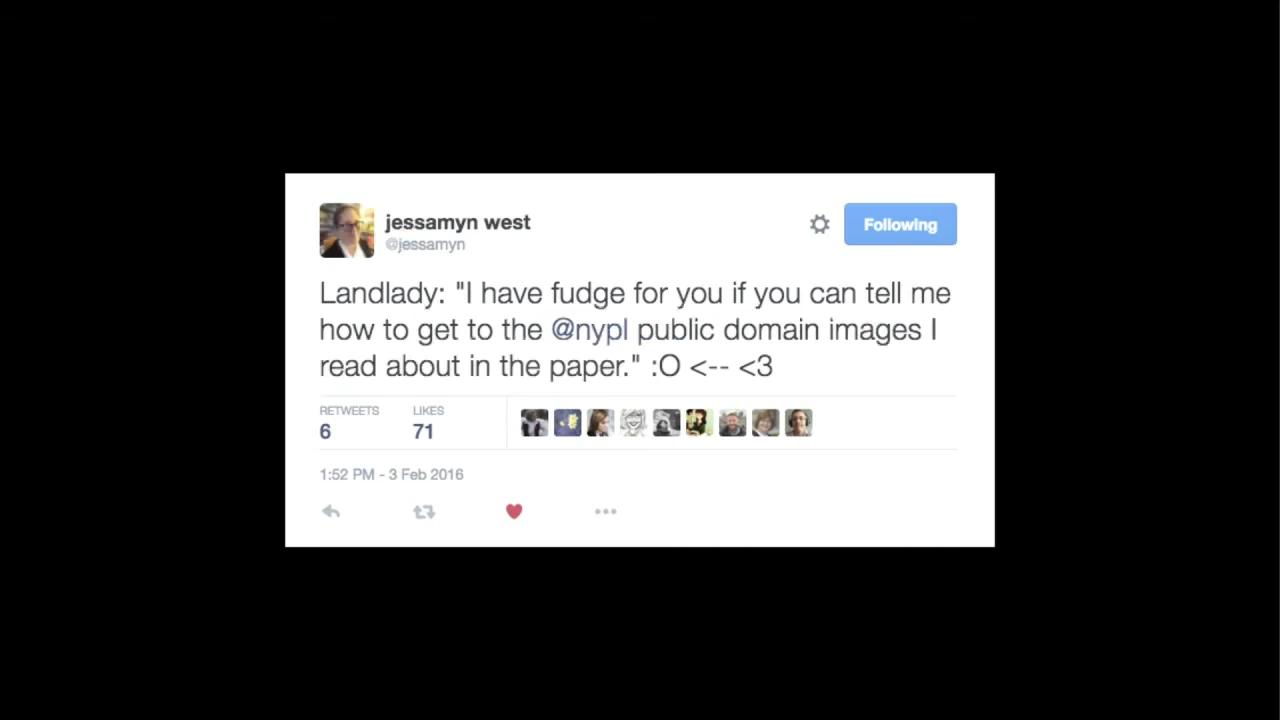 jessamyn west
@jessamyn
Following
Landlady: "I have fudge for you if you can tell me
how to get to the @nypl public domain images I
read about in the paper." :O <-- <3
RETWEETS LIKES
6 71
1:52 PM - 3 Feb 2016